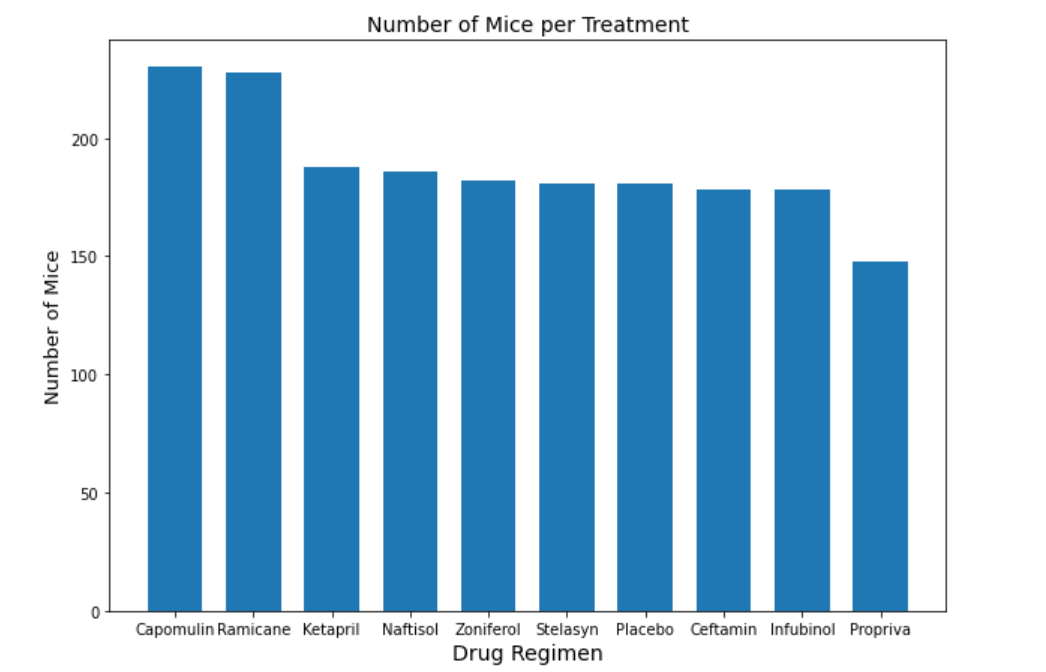 Number of Mice per Treatment
Number of Mice
200
150
100
50
0
Capomulin Ramicane Ketapril Naftisol Zoniferol Stelasyn Placebo Ceftamin Infubinol Propriva
Drug Regimen